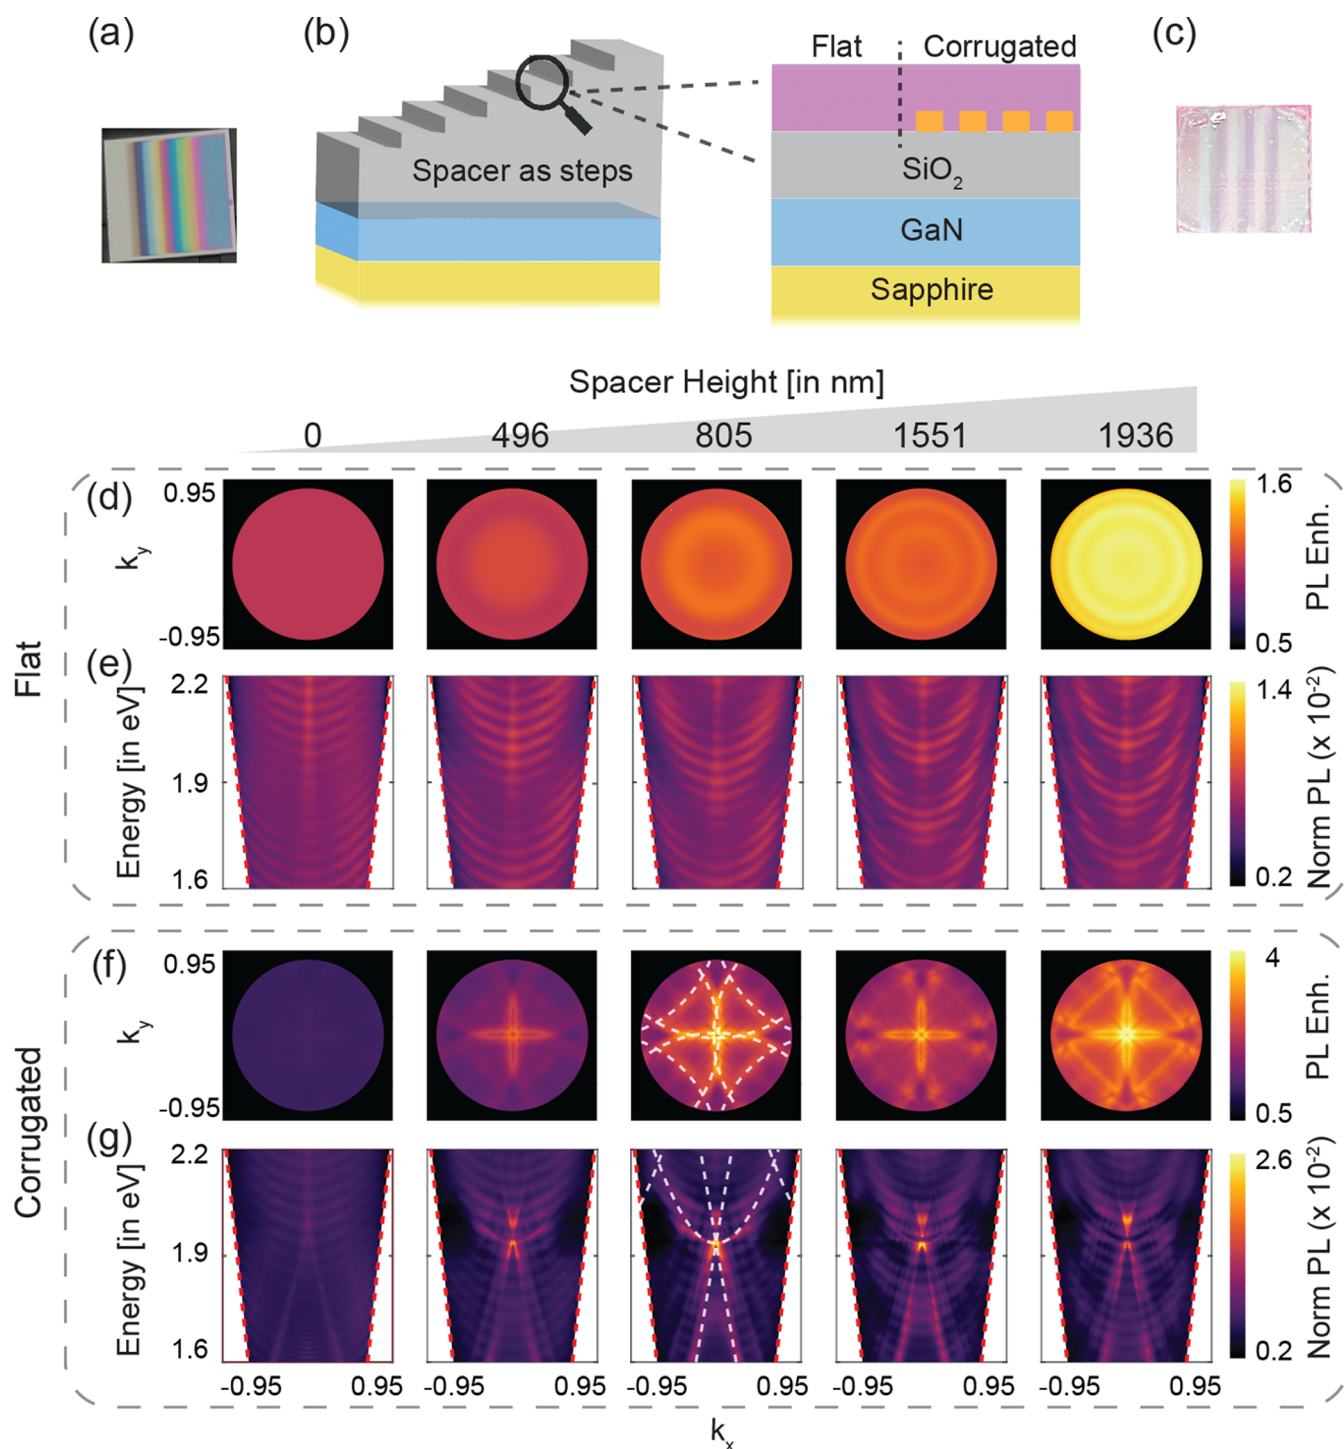 (a)
(b)
(c)
Flat
Corrugated
Spacer as steps
SiO2
GaN
Sapphire
Spacer Height [in nm]
0
496
805
1551
1936
Flat
(d)
0.95
ky
-0.95
1.6
PL Enh.
0.5
(e)
2.2
Energy [in eV]
1.9
1.6
1.4
Norm PL (x 10-2)
0.2
Corrugated
(f)
0.95
ky
-0.95
4
PL Enh.
0.5
(g)
2.2
Energy [in eV]
1.9
1.6
2.6
Norm PL (x 10-2)
0.2
-0.95 0.95 -0.95 0.95 -0.95 0.95 -0.95 0.95 -0.95 0.95
kx